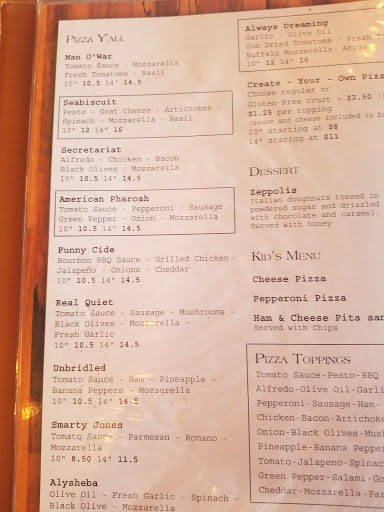 Pizza Y'all
Man O'War
Tomato Sauce - Mozzarella
Fresh Tomatoes - Basil
10" 10.5 14" 14.5
Seabiscuit
Pesto - Goat Cheese - Artichokes -
Spinach - Mozzarella - Basil
10" 12 14" 16
Secretariat
Alfredo - Chicken - Bacon
Black Olives - Mozzarella
10" 10.5 14" 14.5
American Pharoah
Tomato Sauce - Pepperoni - Sausage -
Green Pepper - Onion - Mozzarella
10" 10.5 14" 14.5
Funny Cide
Bourbon BBQ Sauce - Grilled Chicken-
Jalapeño - Onions - Cheddar
10" 10.5 14" 14.5
Real Quiet
Tomato Sauce - Sausage - Mushrooms -
Black Olives - Mozzarella -
Fresh Garlic
10" 10.5 14" 14.5
Unbridled
Tomato Sauce - Ham - Pineapple -
Banana Peppers - Mozzarella
10" 10.5 14" 14.5
Smarty Jones
Tomato Sauce - Parmesan - Romano -
Mozzarella
10" 8.50 14" 11.5
Alysheba
Olive Oil - Fresh Garlic - Spinach -
Black Olives - Mozzarella
Always Dreaming
Garlic - Olive Oil
Sun Dried Tomatoes - Fresh
Buffalo Mozzarella-
10" 12 14" 16
Create - Your - Own Pizz
Choose regular or
Gluten-Free crust - $2.50
$1.25 per topping
(sauce and cheese included in
10" starting at $8
14" staring at $11
Dessert
Zeppolis
Italian doughnuts tossed in
powdered sugar and drizzled
with chocolate and caramel.
Served with honey
Kid's Menu
Cheese Pizza
Pepperoni Pizza
Ham & Cheese Pita san
Served with Chips
Pizza Toppings
Tomato Sauce-Pesto-BBQ
Alfredo-Olive Oil-Garli
Pepperoni-Sausage-Ham-
Chicken-Bacon-Artichoke
Onion-Black Olives-Mush
Pineapple-Banana Pepper
Tomato-Jalapeno-Spinac
Green Pepper-Salami-Go
Cheddar-Mozzarella-Par